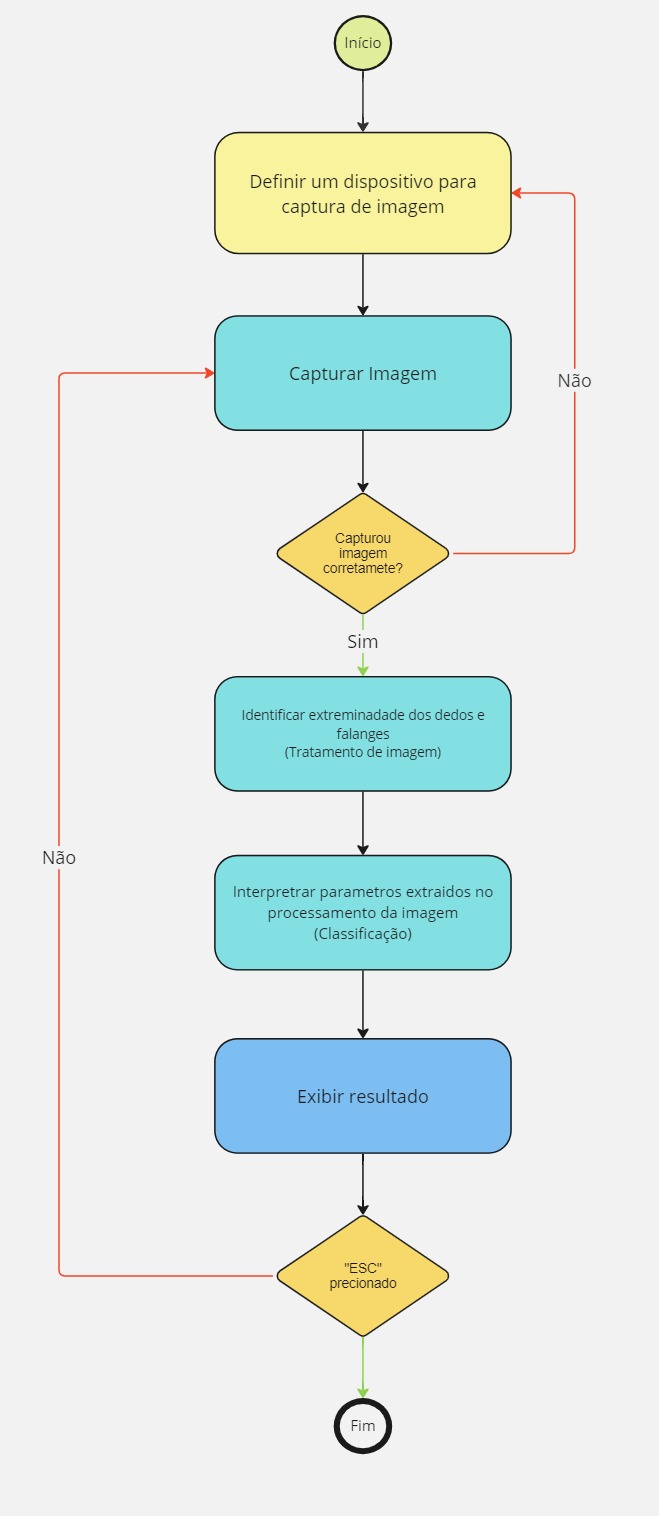 Início
Definir um dispositivo para
captura de imagem
Capturar Imagem
Não
Capturou
imagem
corretamete?
Sim
Identificar extreminadade dos dedos e
falanges
(Tratamento de imagem)
Não
Interpretrar parametros extraidos no
processamento da imagem
(Classificação)
Exibir resultado
"ESC"
precionado
Fim